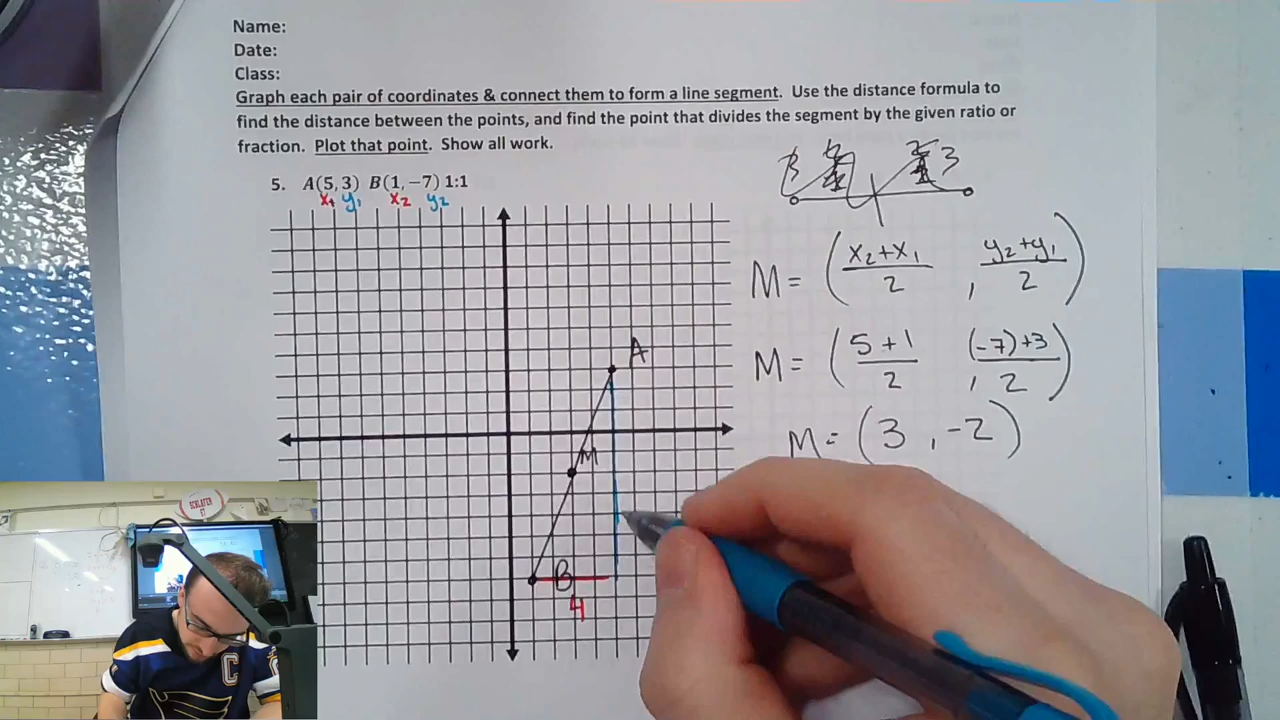 Name:
Date:
Class:
Graph each pair of coordinates & connect them to form a line segment. Use the distance formula to
find the distance between the points, and find the point that divides the segment by the given ratio or
fraction. Plot that point. Show all work.
5. A(5, 3) B(1, −7) 1:1
x₁ y₁ x₂ y₂
3
M = (x₂+x₁/2, y₂+y₁/2)
M = (5+1/2, (-7)+3/2)
M = (3, -2)
A
M
B
4
C